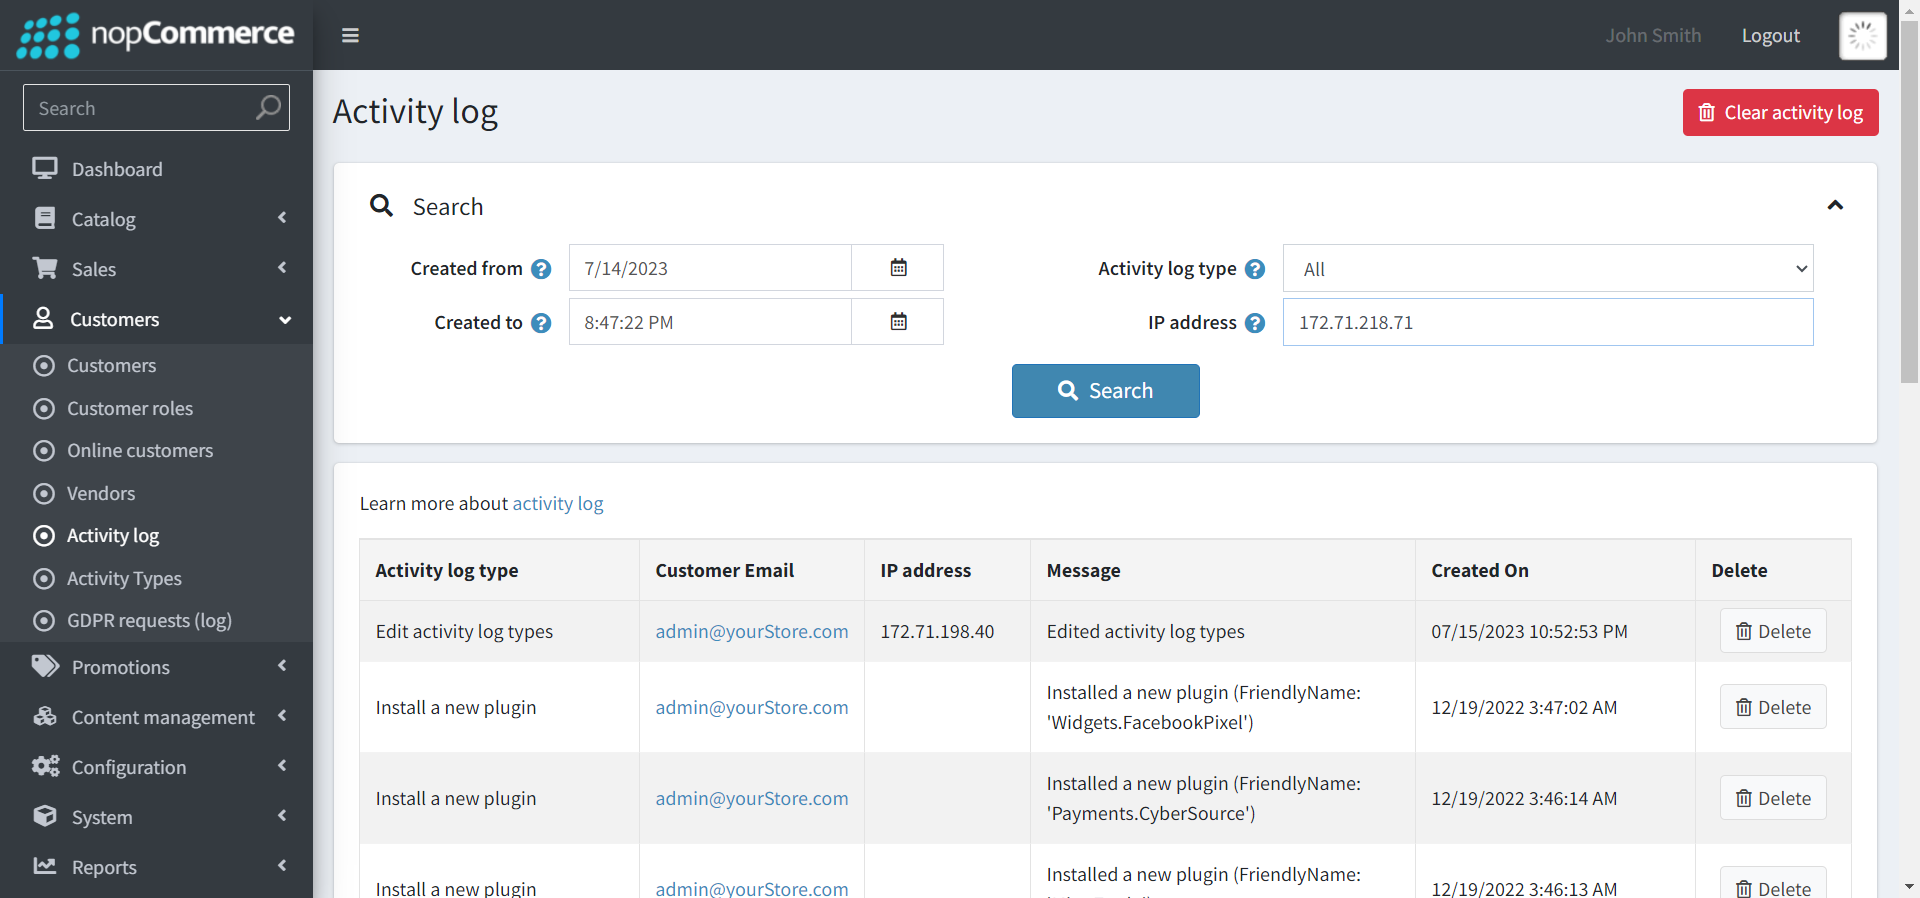 nopCommerce
John Smith
Logout
Search
Dashboard
Catalog
Sales
Customers
Customers
Customer roles
Online customers
Vendors
Activity log
Activity Types
GDPR requests (log)
Promotions
Content management
Configuration
System
Reports
Activity log
Clear activity log
Search
Created from
7/14/2023
Activity log type
All
Created to
8:47:22 PM
IP address
172.71.218.71
Search
Learn more about activity log
Activity log type Customer Email IP address Message Created On Delete
Edit activity log types admin@yourStore.com 172.71.198.40 Edited activity log types 07/15/2023 10:52:53 PM Delete
Install a new plugin admin@yourStore.com Installed a new plugin (FriendlyName:
'Widgets.FacebookPixel') 12/19/2022 3:47:02 AM Delete
Install a new plugin admin@yourStore.com Installed a new plugin (FriendlyName:
'Payments.CyberSource') 12/19/2022 3:46:14 AM Delete
Install a new plugin admin@yourStore.com Installed a new plugin (FriendlyName:
12/19/2022 3:46:13 AM Delete